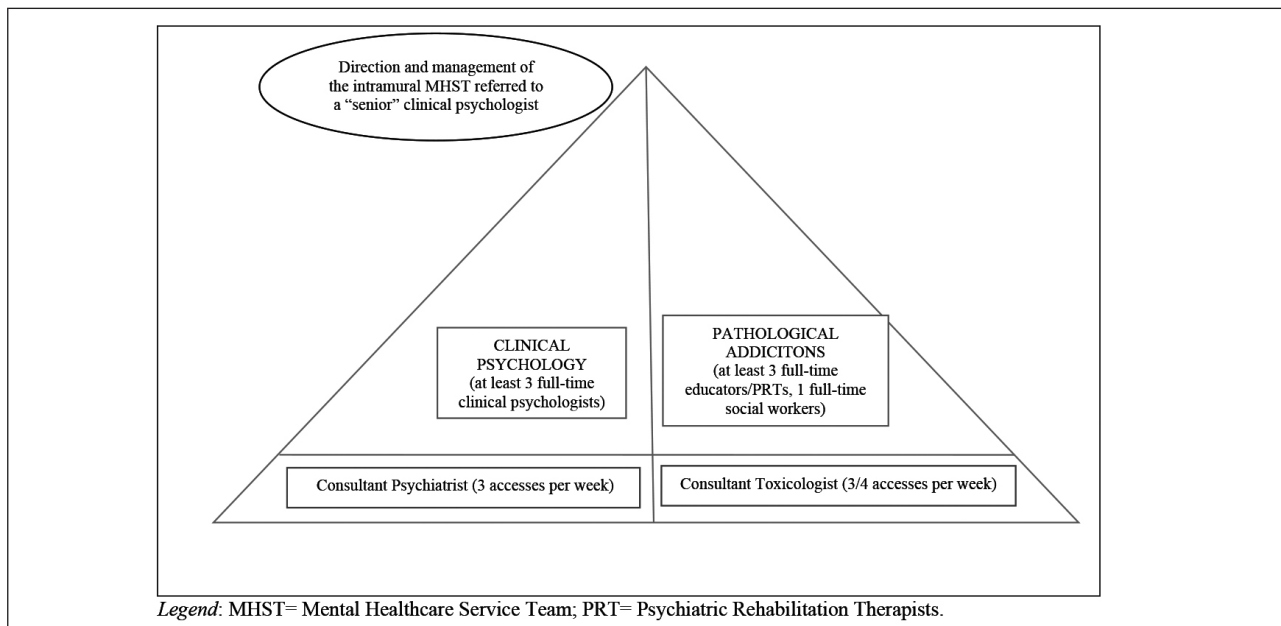 Direction and management of
the intramural MHST referred to
a “senior” clinical psychologist
CLINICAL
PSYCHOLOGY
(at least 3 full-time
clinical psychologists)
PATHOLOGICAL
ADDICITONS
(at least 3 full-time
educators/PRTs, 1 full-time
social workers)
Consultant Psychiatrist (3 accesses per week)
Consultant Toxicologist (3/4 accesses per week)
Legend: MHST= Mental Healthcare Service Team; PRT= Psychiatric Rehabilitation Therapists.